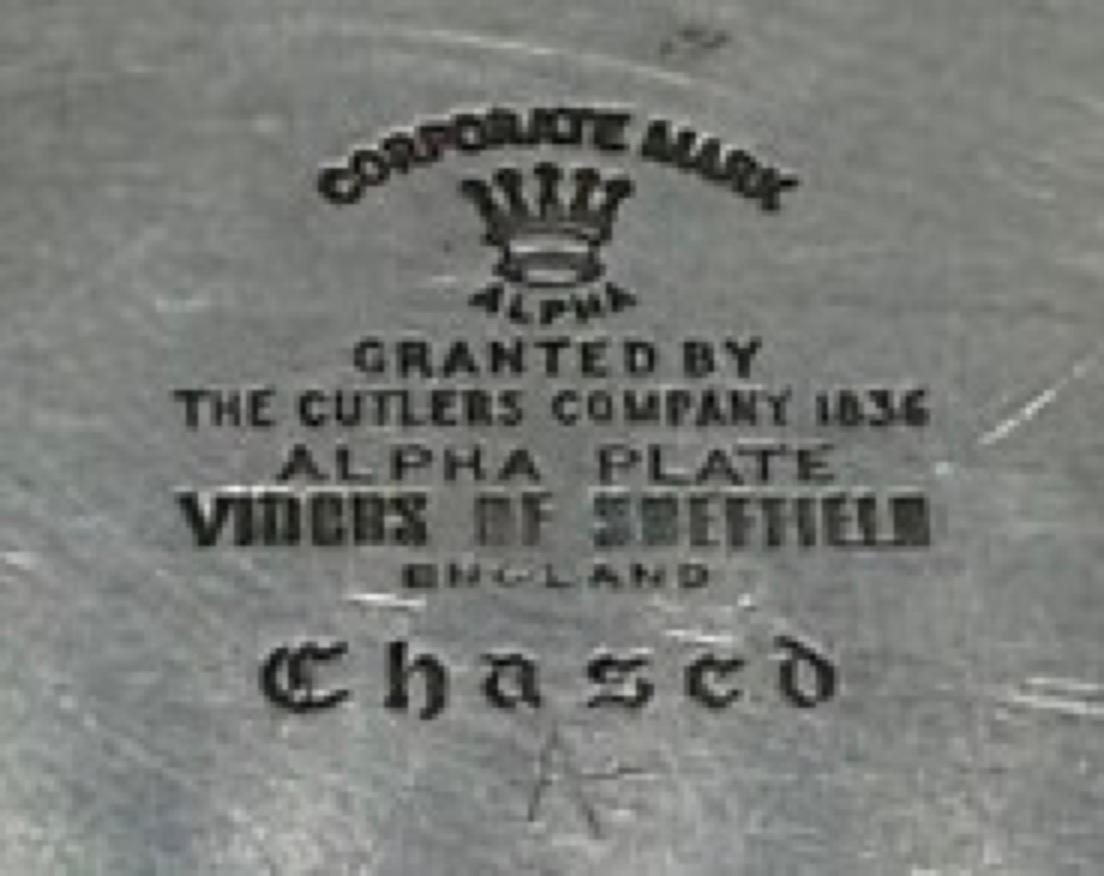 CORPORATE MARK
ALPHA
GRANTED BY
THE CUTLERS COMPANY 1836
ALPHA PLATE
VINERS OF SHEFFIELD
ENGLAND
Chased